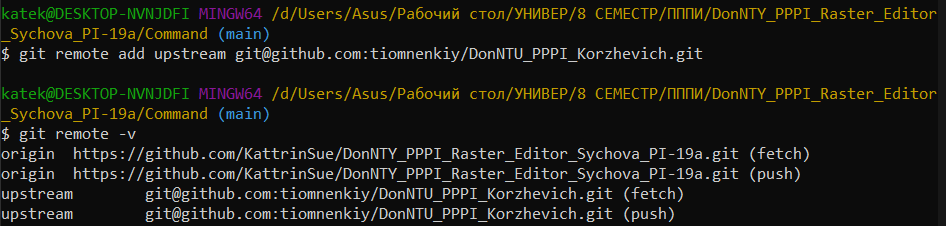 katek@DESKTOP-NVNJDFI MINGW64 /d/Users/Asus/Рабочий стол/УНИВЕР/8 СЕМЕСТР/ПППИ/DonNTY_PPPI_Raster_Editor
_Sychova_PI-19a/Command (main)
$ git remote add upstream git@github.com:tiomnenkiy/DonNTU_PPPI_Korzhevich.git
katek@DESKTOP-NVNJDFI MINGW64 /d/Users/Asus/Рабочий стол/УНИВЕР/8 СЕМЕСТР/ПППИ/DonNTY_PPPI_Raster_Editor
_Sychova_PI-19a/Command (main)
$ git remote -v
origin  https://github.com/KattrinSue/DonNTY_PPPI_Raster_Editor_Sychova_PI-19a.git (fetch)
origin  https://github.com/KattrinSue/DonNTY_PPPI_Raster_Editor_Sychova_PI-19a.git (push)
upstream        git@github.com:tiomnenkiy/DonNTU_PPPI_Korzhevich.git (fetch)
upstream        git@github.com:tiomnenkiy/DonNTU_PPPI_Korzhevich.git (push)